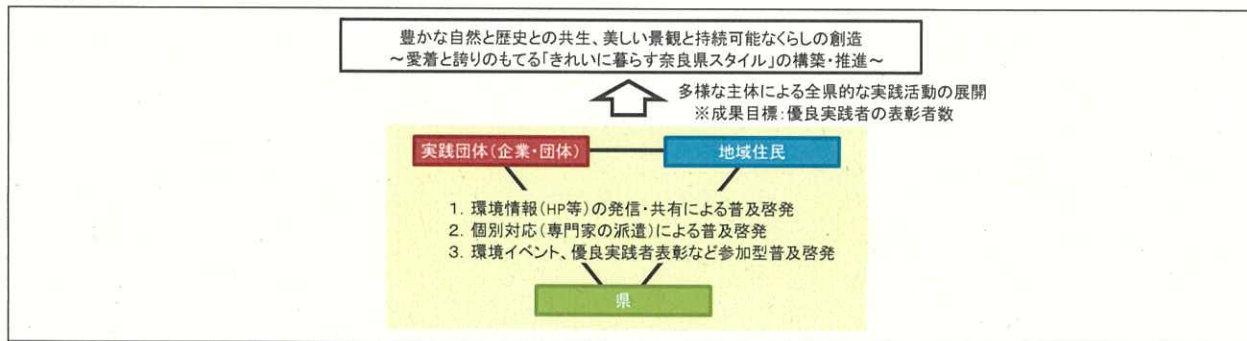 豊かな自然と歴史との共生、美しい景観と持続可能なくらしの創造
～愛着と誇りのもてる「きれいに暮らす奈良県スタイル」の構築・推進～
多様な主体による全県的な実践活動の展開
※成果目標:優良実践者の表彰者数
実践団体(企業・団体)
地域住民
1. 環境情報(HP等)の発信・共有による普及啓発
2. 個別対応(専門家の派遣)による普及啓発
3. 環境イベント、優良実践者表彰など参加型普及啓発
県